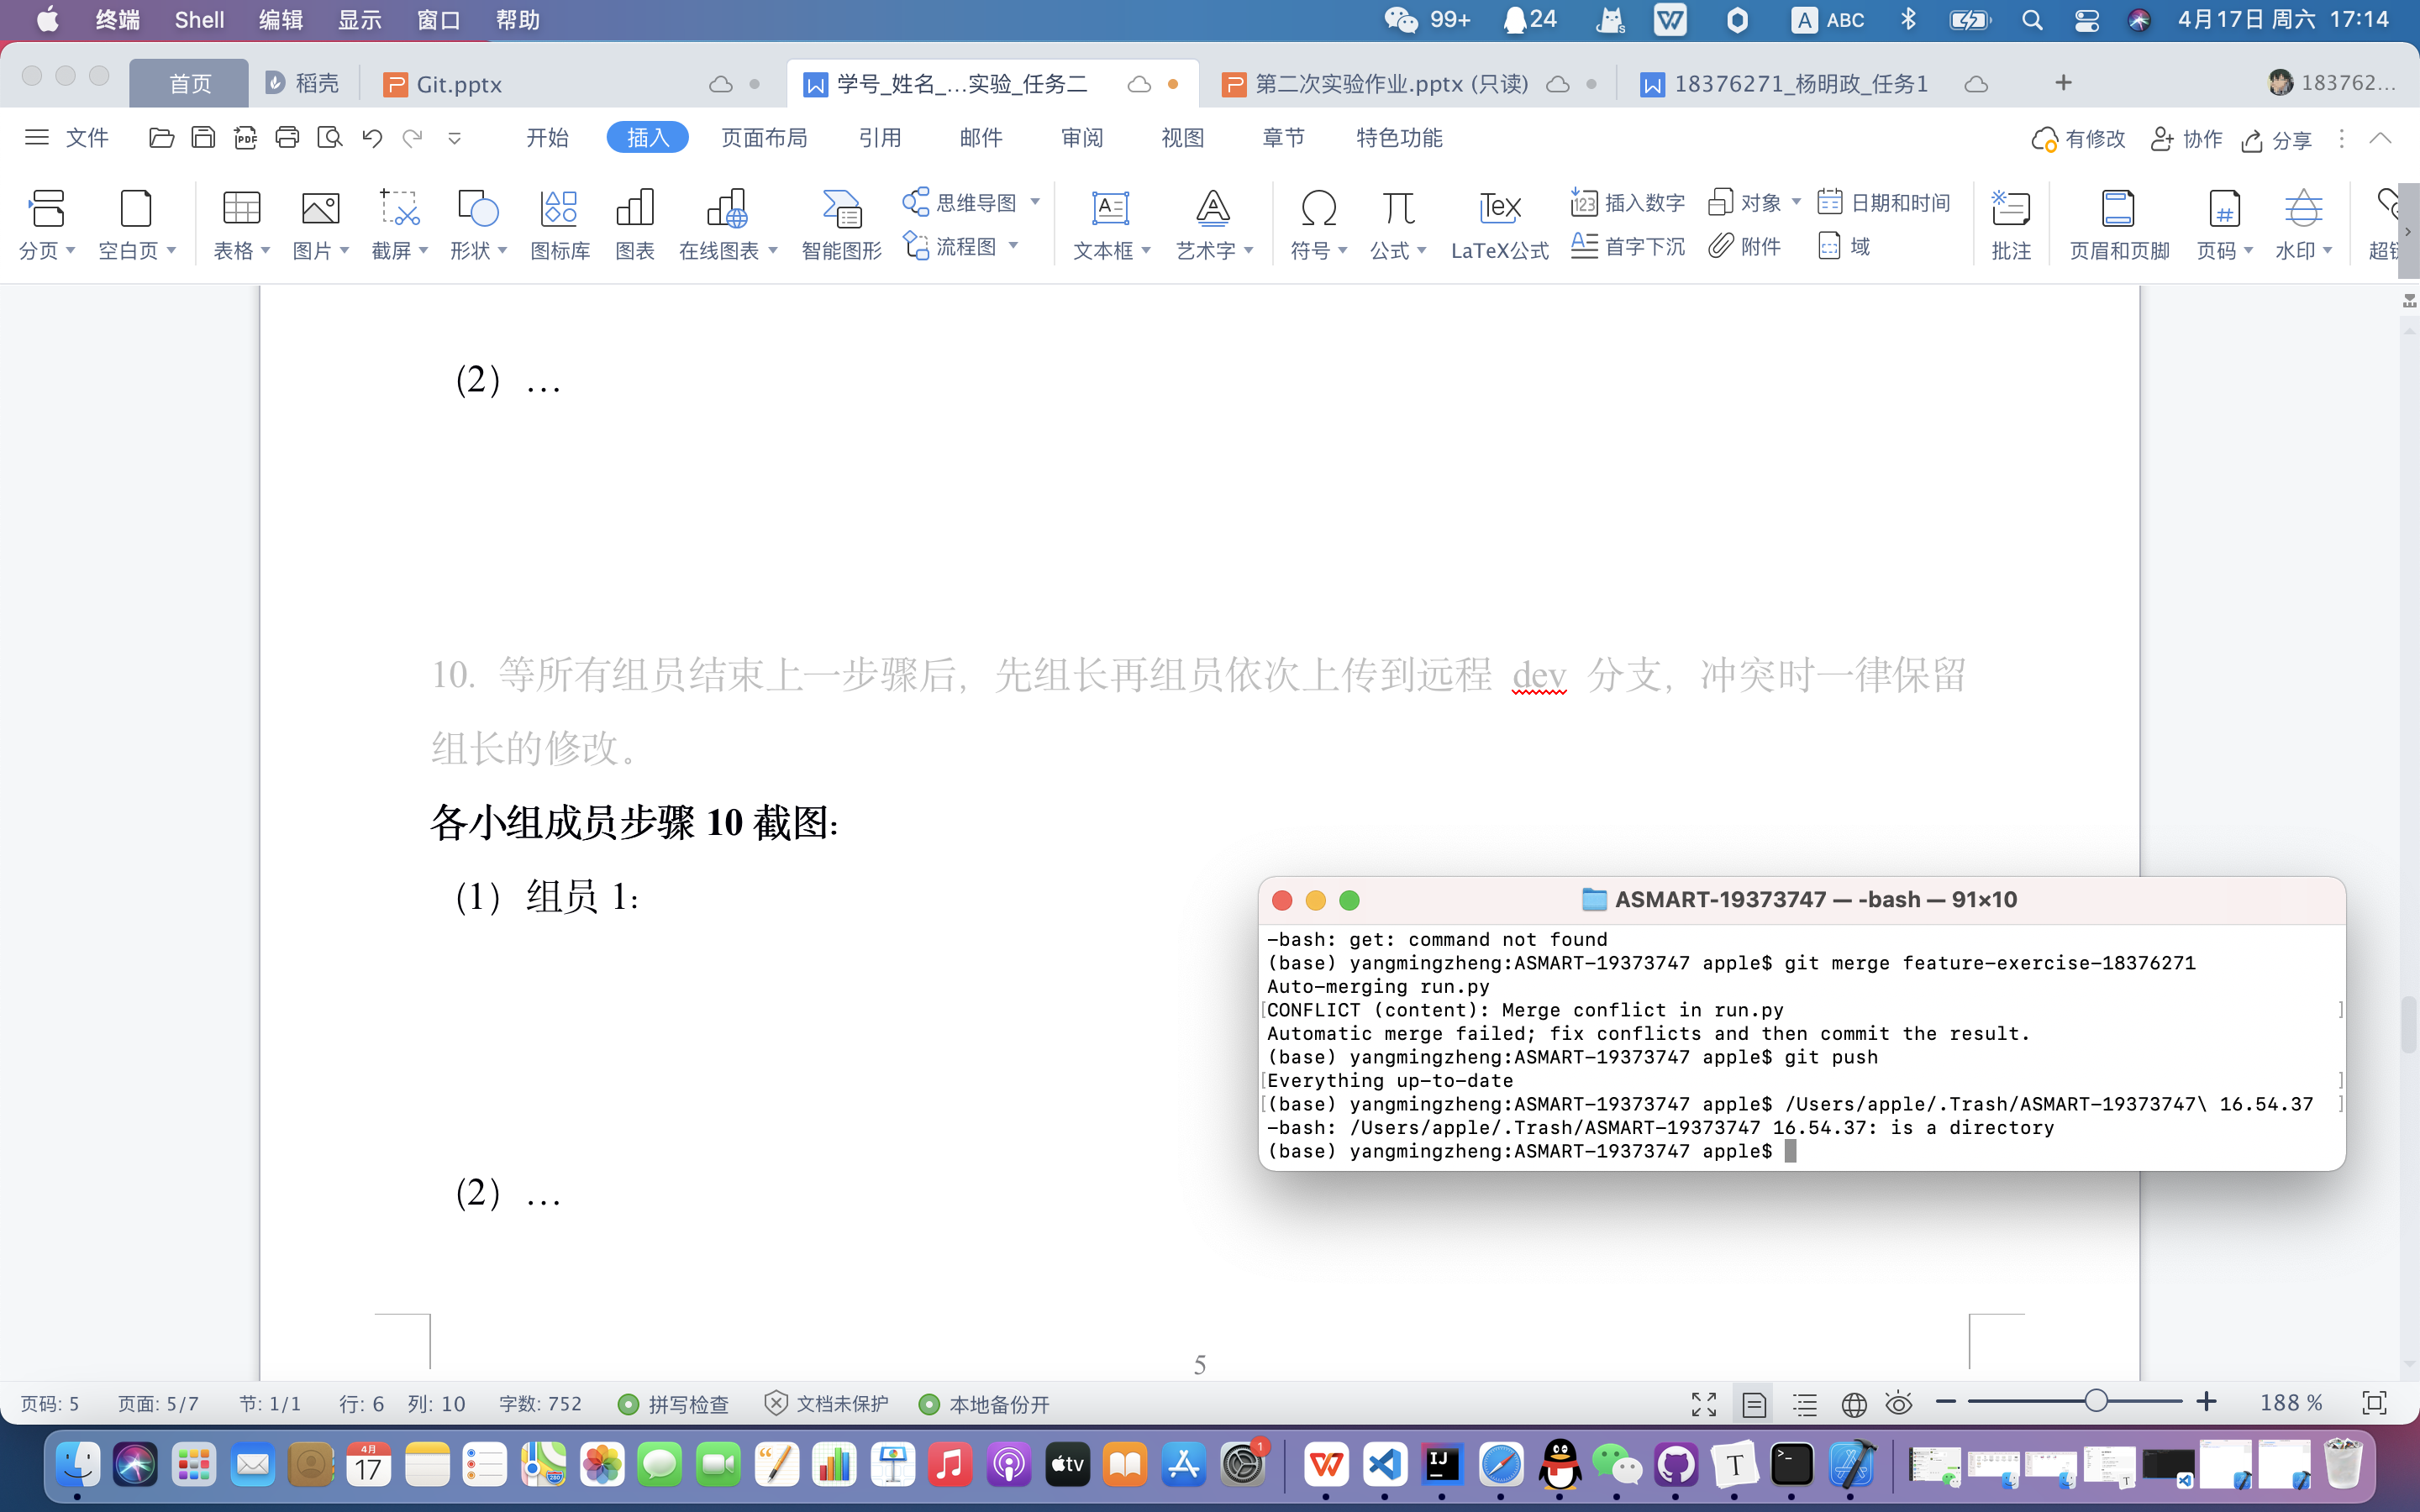 终端 Shell 编辑 显示 窗口 帮助 99+ 24 A ABC 4月17日 周六 17:14
首页 稻壳 Git.pptx 学号_姓名_...实验_任务二 第二次实验作业.pptx (只读) 18376271_杨明政_任务1 + 183762...
文件 开始 插入 页面布局 引用 邮件 审阅 视图 章节 特色功能 有修改 协作 分享
思维导图 插入数字 对象 日期和时间
流程图 首字下沉 附件 域
分页 空白页 表格 图片 截屏 形状 图标库 图表 在线图表 智能图形 文本框 艺术字 符号 公式 LaTeX公式 批注 页眉和页脚 页码 水印
(2) …
10. 等所有组员结束上一步骤后，先组长再组员依次上传到远程 dev 分支，冲突时一律保留
组长的修改。
各小组成员步骤 10 截图：
(1) 组员 1：
(2) …
5
ASMART-19373747 — -bash — 91×10
-bash: get: command not found
(base) yangmingzheng:ASMART-19373747 apple$ git merge feature-exercise-18376271
Auto-merging run.py
CONFLICT (content): Merge conflict in run.py
Automatic merge failed; fix conflicts and then commit the result.
(base) yangmingzheng:ASMART-19373747 apple$ git push
Everything up-to-date
(base) yangmingzheng:ASMART-19373747 apple$ /Users/apple/.Trash/ASMART-19373747\ 16.54.37
-bash: /Users/apple/.Trash/ASMART-19373747 16.54.37: is a directory
(base) yangmingzheng:ASMART-19373747 apple$
页码: 5 页面: 5/7 节: 1/1 行: 6 列: 10 字数: 752 拼写检查 文档未保护 本地备份开 188 %
4月 17 tv 1 IJ T